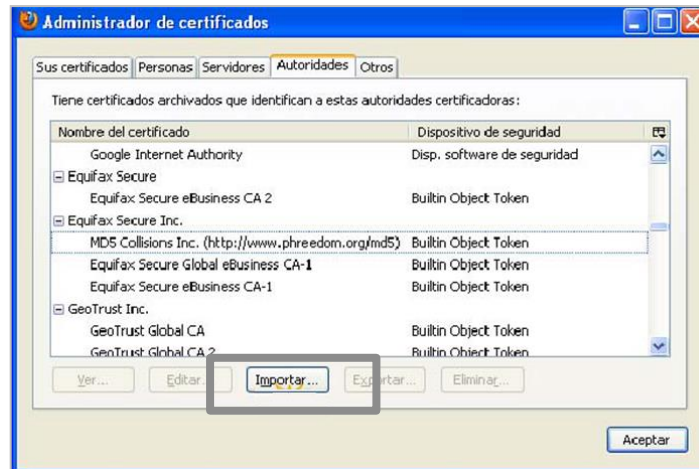 Administrador de certificados
Sus certificados Personas Servidores Autoridades Otros
Tiene certificados archivados que identifican a estas autoridades certificadoras:
Nombre del certificado Dispositivo de seguridad
Google Internet Authority Disp. software de seguridad
Equifax Secure
Equifax Secure eBusiness CA 2 Builtin Object Token
Equifax Secure Inc.
MD5 Collisions Inc. (http://www.phreedom.org/md5) Builtin Object Token
Equifax Secure Global eBusiness CA-1 Builtin Object Token
Equifax Secure eBusiness CA-1 Builtin Object Token
GeoTrust Inc.
GeoTrust Global CA Builtin Object Token
GeoTrust Global CA 2 Builtin Object Token
Ver... Editar... Importar... Exportar... Eliminar...
Aceptar